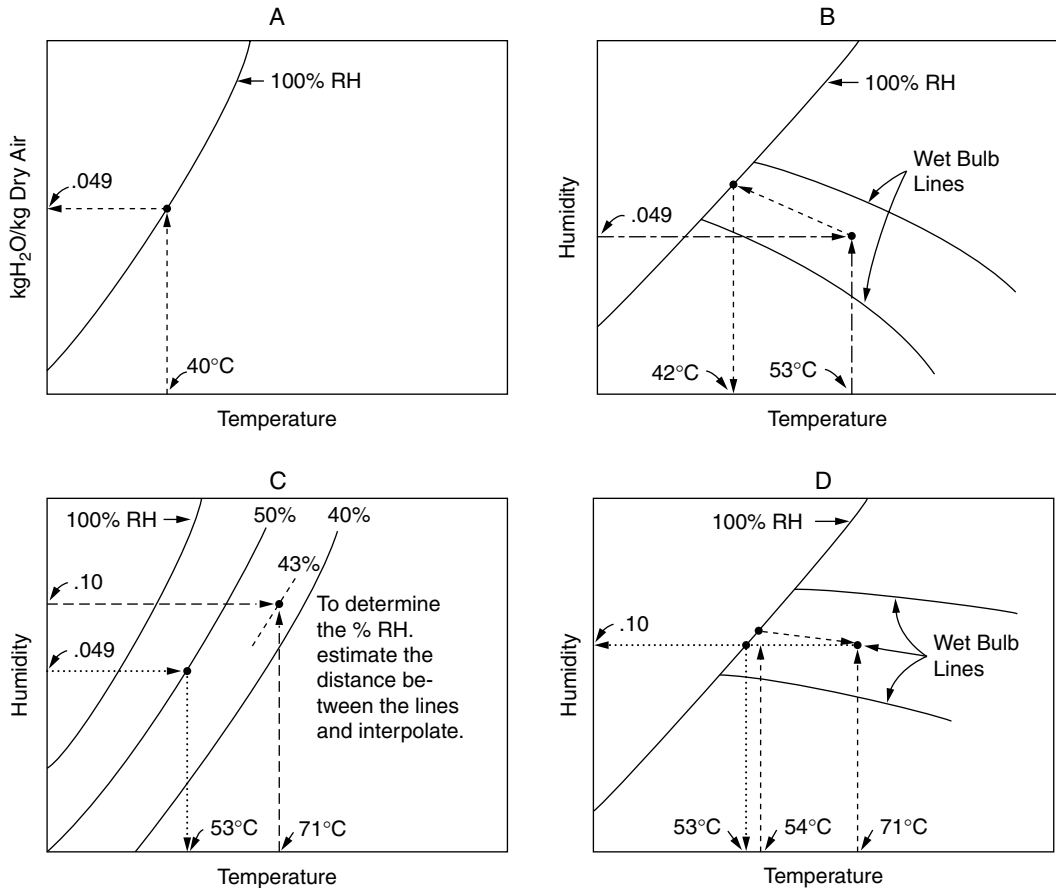 A
100% RH
.049
kgH₂O/kg Dry Air
40°C
Temperature
B
100% RH
Wet Bulb
Lines
.049
Humidity
42°C
53°C
Temperature
C
100% RH
50%
40%
43%
.10
To determine
the % RH.
estimate the
distance be-
tween the lines
and interpolate.
.049
Humidity
53°C
71°C
Temperature
D
100% RH
.10
Wet Bulb
Lines
Humidity
53°C
54°C
71°C
Temperature